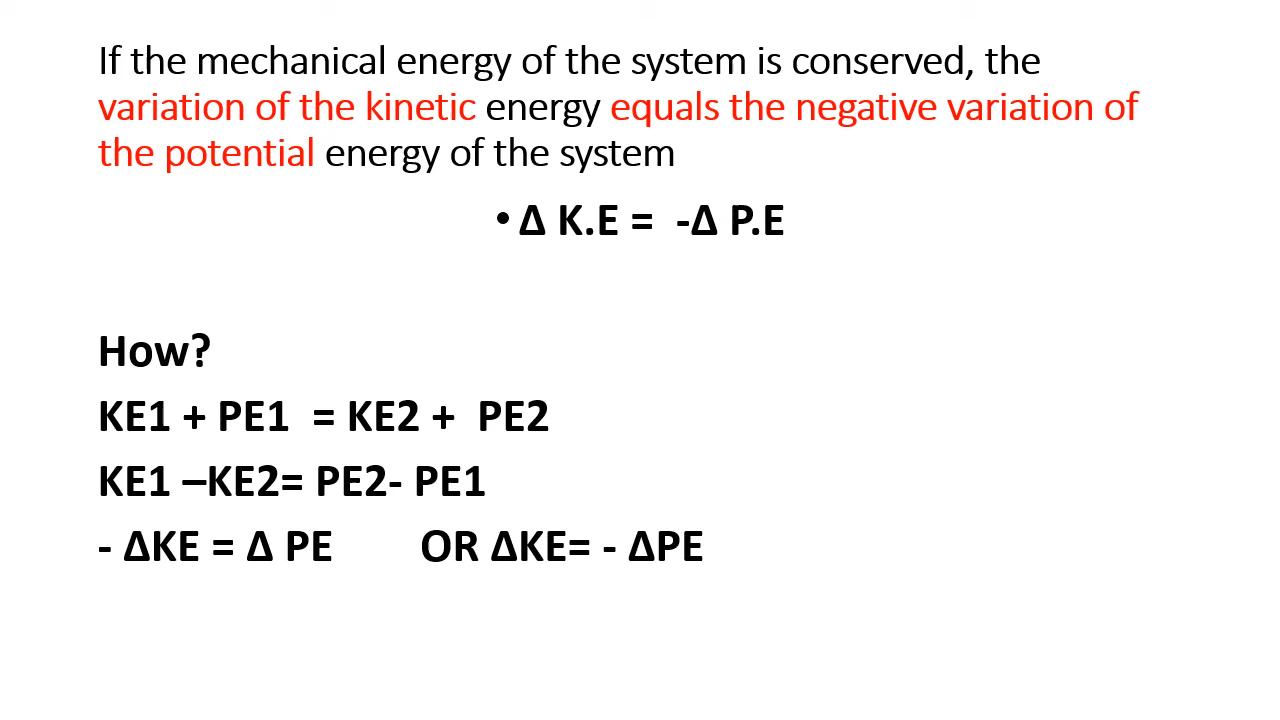 If the mechanical energy of the system is conserved, the
variation of the kinetic energy equals the negative variation of
the potential energy of the system
• Δ K.E = -Δ P.E
How?
KE1 + PE1 = KE2 + PE2
KE1 –KE2= PE2- PE1
- ΔKE = Δ PE OR ΔKE= - ΔPE